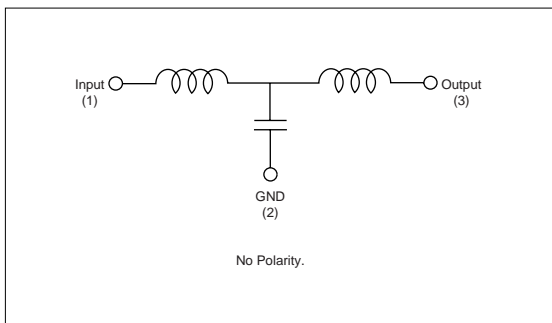 Input
(1)
Output
(3)
GND
(2)
No Polarity.